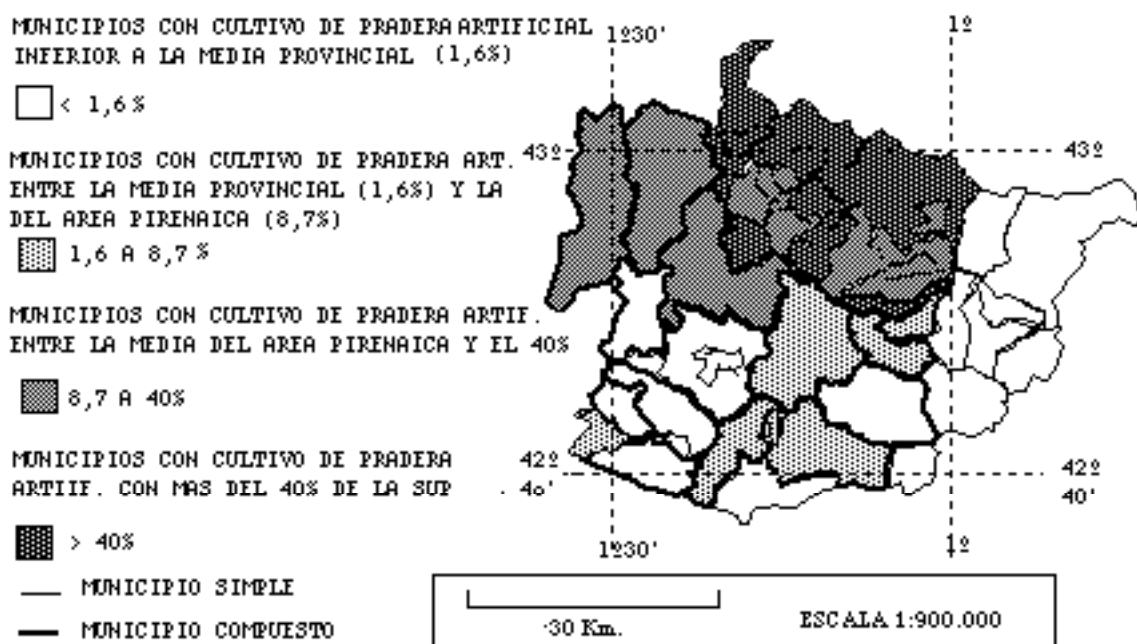 MUNICIPIOS CON CULTIVO DE PRADERA ARTIFICIAL
INFERIOR A LA MEDIA PROVINCIAL (1,6%)
< 1,6%
MUNICIPIOS CON CULTIVO DE PRADERA ART.
ENTRE LA MEDIA PROVINCIAL (1,6%) Y LA
DEL AREA PIRENAICA (8,7%)
1,6 A 8,7%
MUNICIPIOS CON CULTIVO DE PRADERA ARTIF.
ENTRE LA MEDIA DEL AREA PIRENAICA Y EL 40%
8,7 A 40%
MUNICIPIOS CON CULTIVO DE PRADERA
ARTIIF. CON MAS DEL 40% DE LA SUP .
> 40%
MUNICIPIO SIMPLE
MUNICIPIO COMPUESTO
1º30'
1º
43º
43º
42º
40'
42º
40'
1º30'
1º
30 Km.
ESCALA 1:900.000